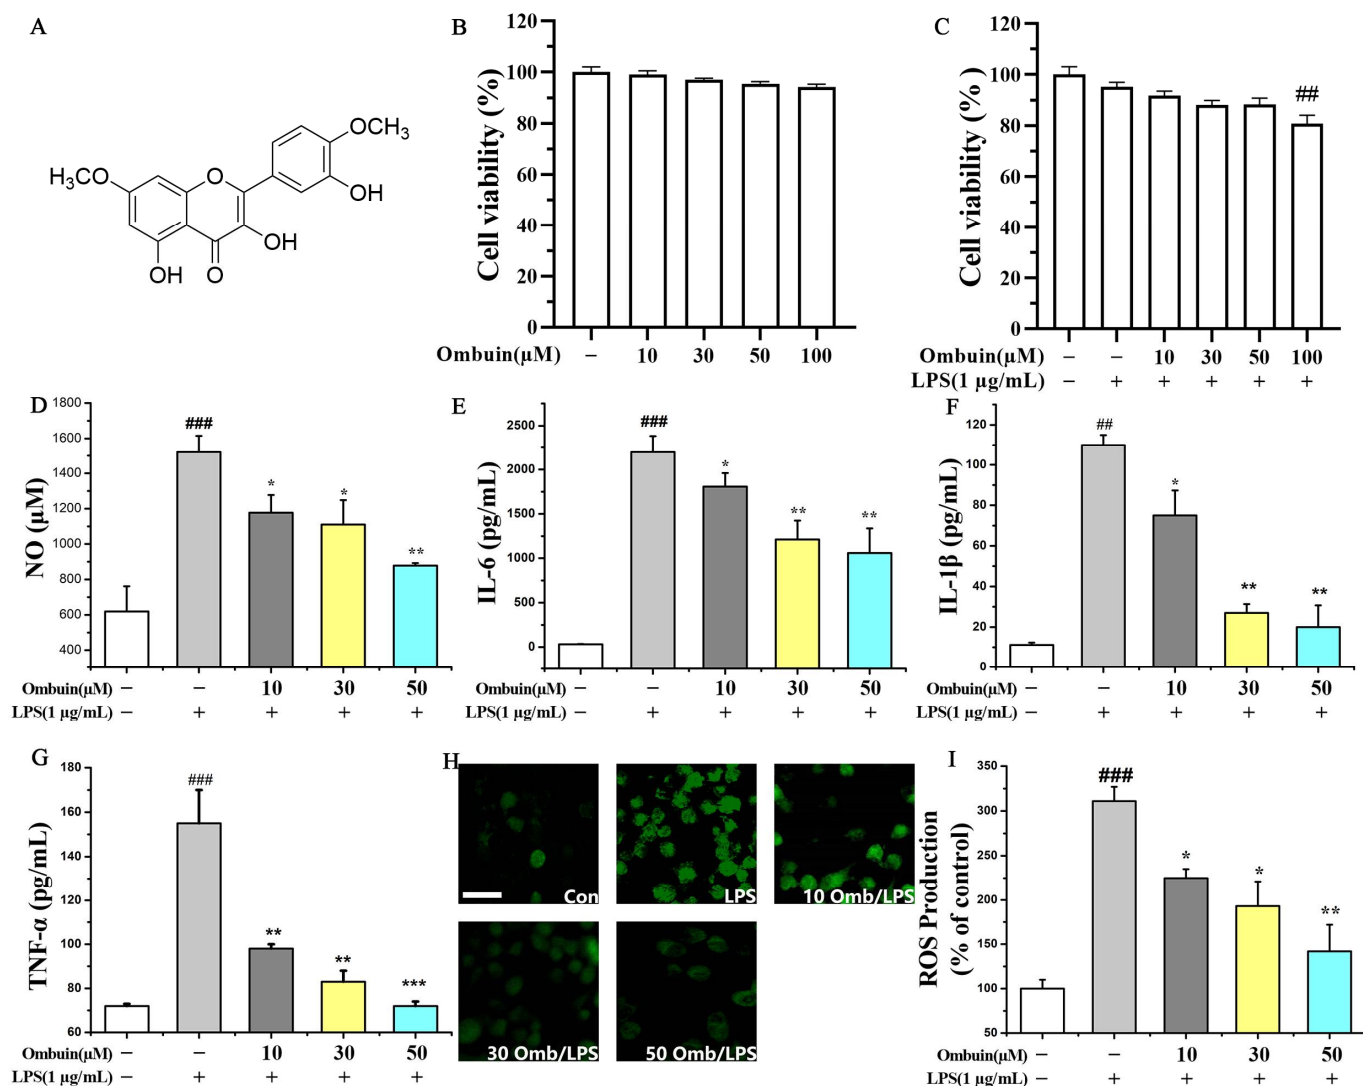 A
OCH3
H3CO
O
OH
OH
OH
O
B
Cell viability (%)
120
100
80
60
40
20
0
Ombuin(μM) – 10 30 50 100
C
Cell viability (%)
120
100
80
60
40
20
0
##
Ombuin(μM) – – 10 30 50 100
LPS(1 μg/mL) – + + + + +
D
NO (μM)
1800
1600
1400
1200
1000
800
600
400
###
*
*
**
Ombuin(μM) – – 10 30 50
LPS(1 μg/mL) – + + + +
E
IL-6 (pg/mL)
2500
2250
1000
500
0
###
*
**
**
Ombuin(μM) – – 10 30 50
LPS(1 μg/mL) – + + + +
F
IL-1β (pg/mL)
120
100
80
60
40
20
0
##
*
**
**
Ombuin(μM) – – 10 30 50
LPS(1 μg/mL) – + + + +
G
TNF-α (pg/mL)
180
160
140
120
100
80
60
###
**
**
***
Ombuin(μM) – – 10 30 50
LPS(1 μg/mL) – + + + +
H
Con
LPS
10 Omb/LPS
30 Omb/LPS
50 Omb/LPS
I
ROS Production
(% of control)
350
300
250
200
150
100
50
###
*
*
**
Ombuin(μM) – – 10 30 50
LPS(1 μg/mL) – + + + +